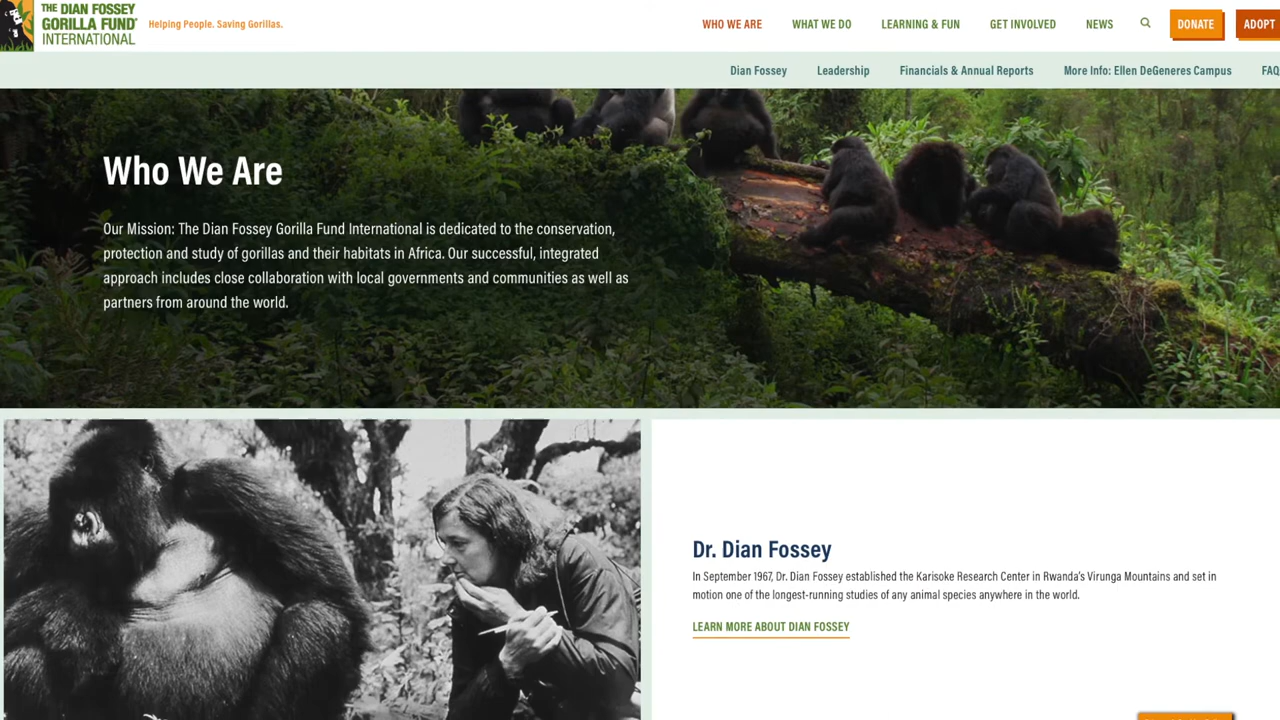 THE DIAN FOSSEY
GORILLA FUND
INTERNATIONAL
Helping People. Saving Gorillas.
WHO WE ARE
WHAT WE DO
LEARNING & FUN
GET INVOLVED
NEWS
DONATE
ADOPT
Dian Fossey
Leadership
Financials & Annual Reports
More Info: Ellen DeGeneres Campus
FAQ
Who We Are
Our Mission: The Dian Fossey Gorilla Fund International is dedicated to the conservation,
protection and study of gorillas and their habitats in Africa. Our successful, integrated
approach includes close collaboration with local governments and communities as well as
partners from around the world.
Dr. Dian Fossey
In September 1967, Dr. Dian Fossey established the Karisoke Research Center in Rwanda's Virunga Mountains and set in
motion one of the longest-running studies of any animal species anywhere in the world.
LEARN MORE ABOUT DIAN FOSSEY